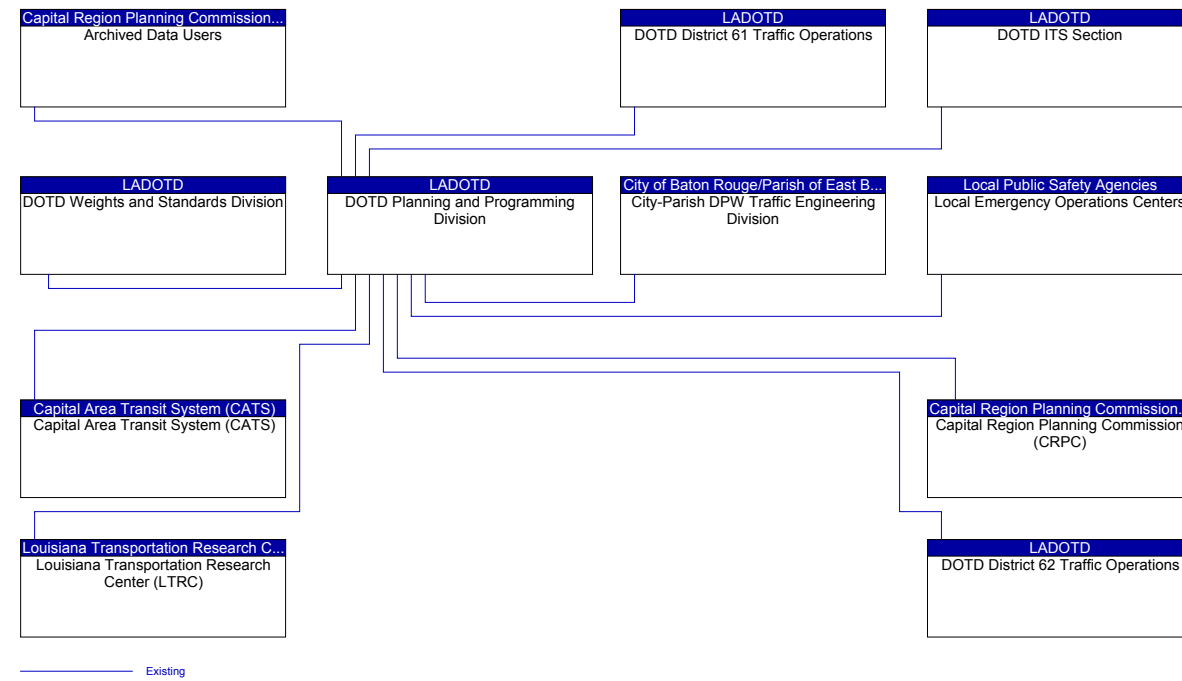 Capital Region Planning Commission...
Archived Data Users
LADOTD
DOTD District 61 Traffic Operations
LADOTD
DOTD ITS Section
LADOTD
DOTD Weights and Standards Division
LADOTD
DOTD Planning and Programming
Division
City of Baton Rouge/Parish of East B...
City-Parish DPW Traffic Engineering
Division
Local Public Safety Agencies
Local Emergency Operations Centers
Capital Area Transit System (CATS)
Capital Area Transit System (CATS)
Capital Region Planning Commission...
Capital Region Planning Commission
(CRPC)
Louisiana Transportation Research C...
Louisiana Transportation Research
Center (LTRC)
LADOTD
DOTD District 62 Traffic Operations
Existing